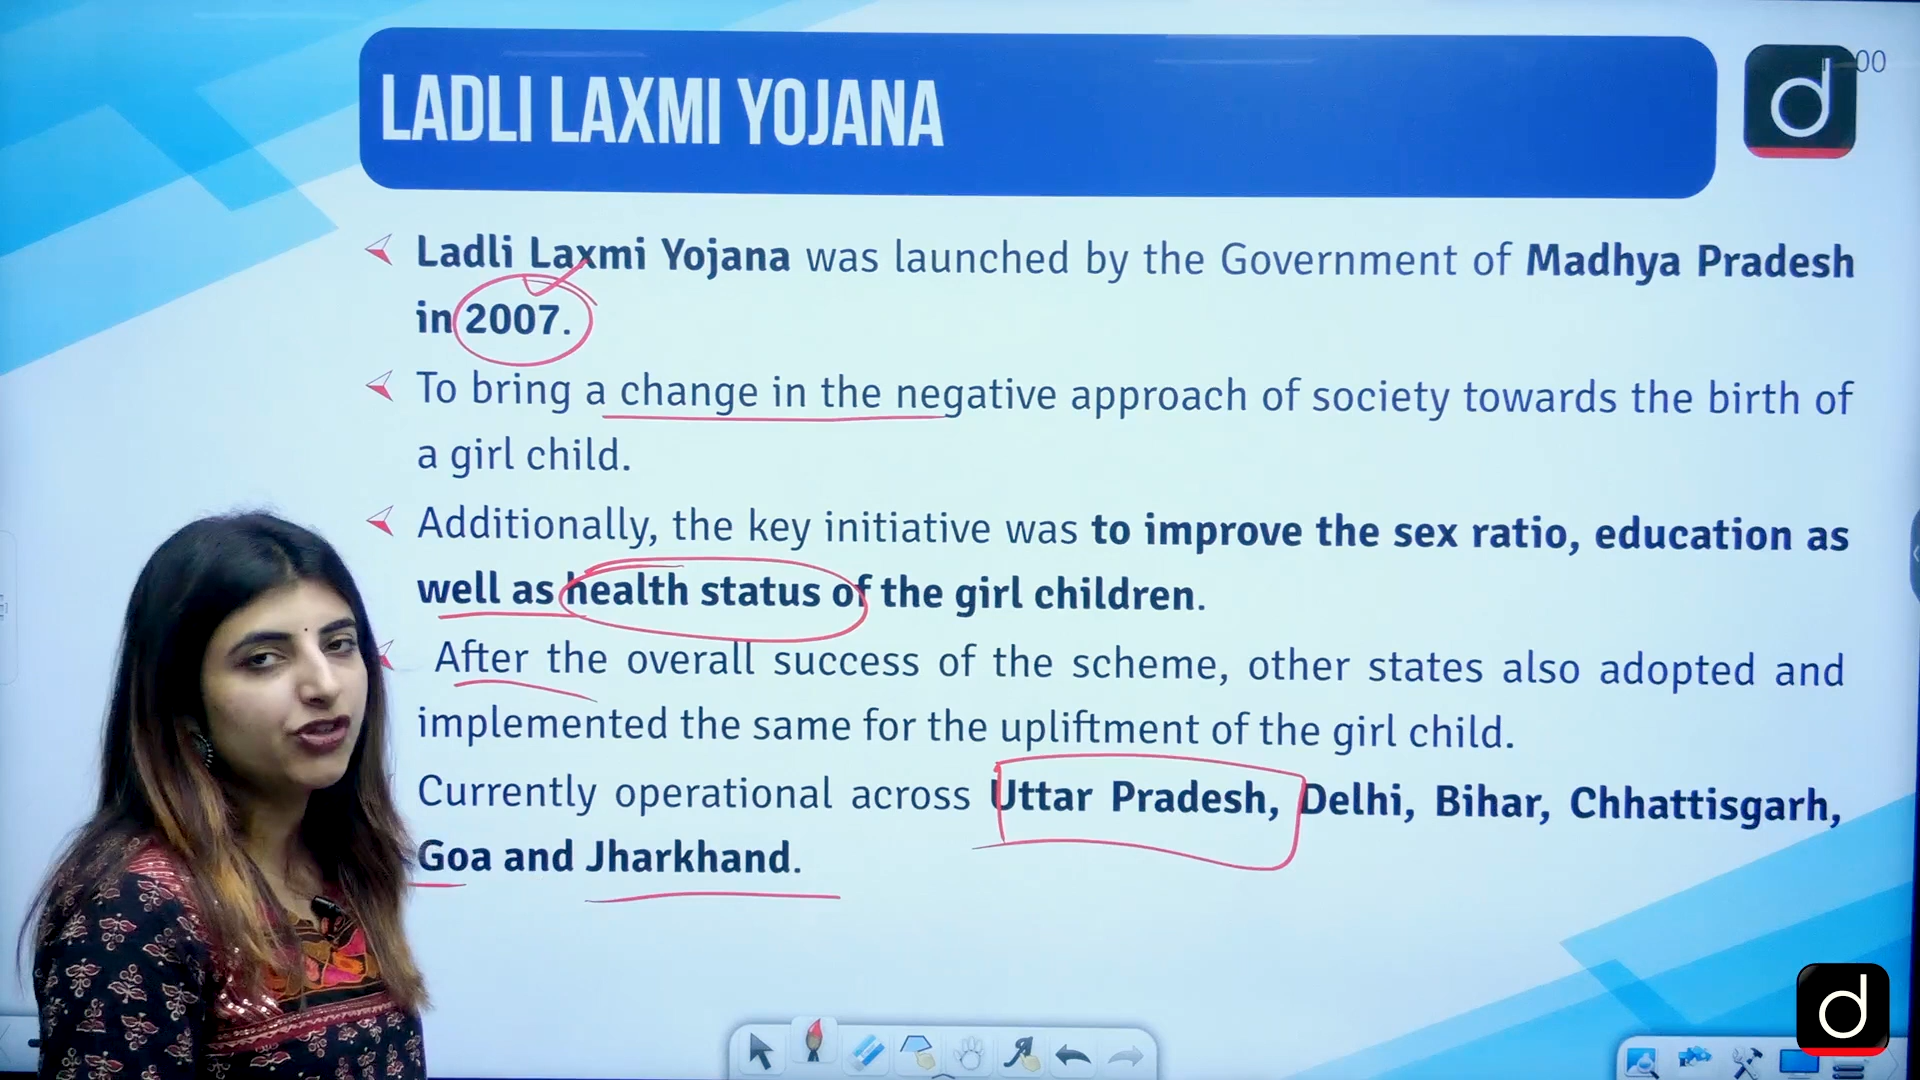 LADLI LAXMI YOJANA
d
00
Ladli Laxmi Yojana was launched by the Government of Madhya Pradesh
in 2007.
To bring a change in the negative approach of society towards the birth of
a girl child.
Additionally, the key initiative was to improve the sex ratio, education as
well as health status of the girl children.
After the overall success of the scheme, other states also adopted and
implemented the same for the upliftment of the girl child.
Currently operational across Uttar Pradesh, Delhi, Bihar, Chhattisgarh,
Goa and Jharkhand.
d